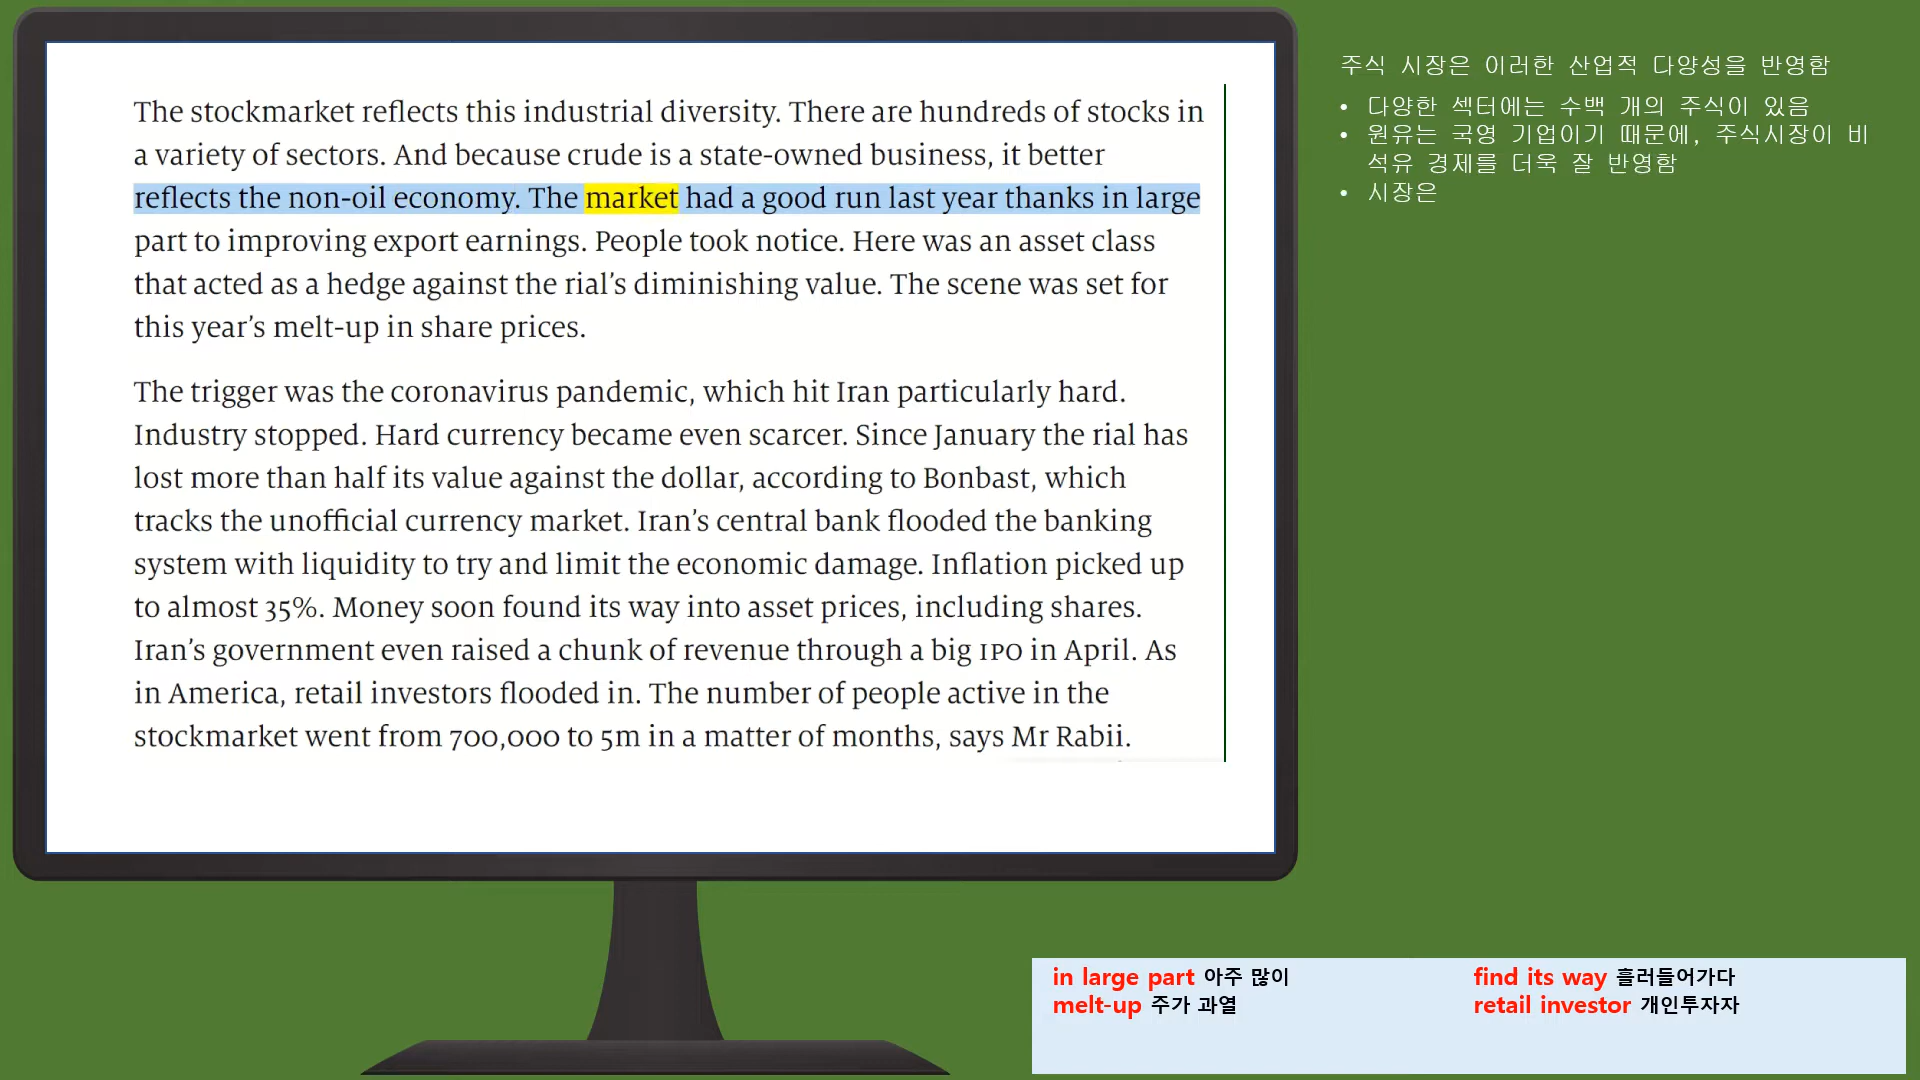 The stockmarket reflects this industrial diversity. There are hundreds of stocks in
a variety of sectors. And because crude is a state-owned business, it better
reflects the non-oil economy. The market had a good run last year thanks in large
part to improving export earnings. People took notice. Here was an asset class
that acted as a hedge against the rial’s diminishing value. The scene was set for
this year’s melt-up in share prices.
The trigger was the coronavirus pandemic, which hit Iran particularly hard.
Industry stopped. Hard currency became even scarcer. Since January the rial has
lost more than half its value against the dollar, according to Bonbast, which
tracks the unofficial currency market. Iran’s central bank flooded the banking
system with liquidity to try and limit the economic damage. Inflation picked up
to almost 35%. Money soon found its way into asset prices, including shares.
Iran’s government even raised a chunk of revenue through a big IPO in April. As
in America, retail investors flooded in. The number of people active in the
stockmarket went from 700,000 to 5m in a matter of months, says Mr Rabii.
주식 시장은 이러한 산업적 다양성을 반영함
• 다양한 섹터에는 수백 개의 주식이 있음
• 원유는 국영 기업이기 때문에, 주식시장이 비
석유 경제를 더욱 잘 반영함
• 시장은
in large part 아주 많이
melt-up 주가 과열
find its way 흘러들어가다
retail investor 개인투자자